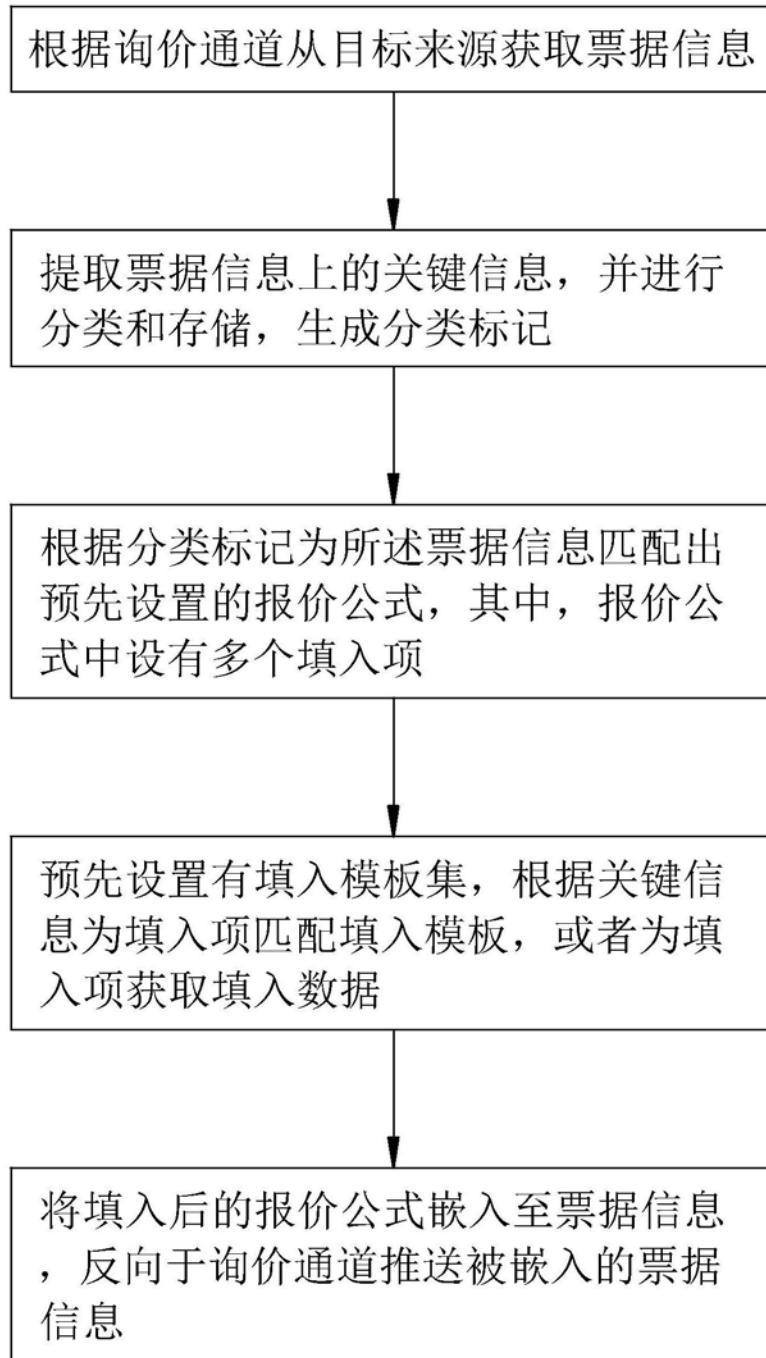 根据询价通道从目标来源获取票据信息
提取票据信息上的关键信息，并进行
分类和存储，生成分类标记
根据分类标记为所述票据信息匹配出
预先设置的报价公式，其中，报价公
式中设有多个填入项
预先设置有填入模板集，根据关键信
息为填入项匹配填入模板，或者为填
入项获取填入数据
将填入后的报价公式嵌入至票据信息
，反向于询价通道推送被嵌入的票据
信息